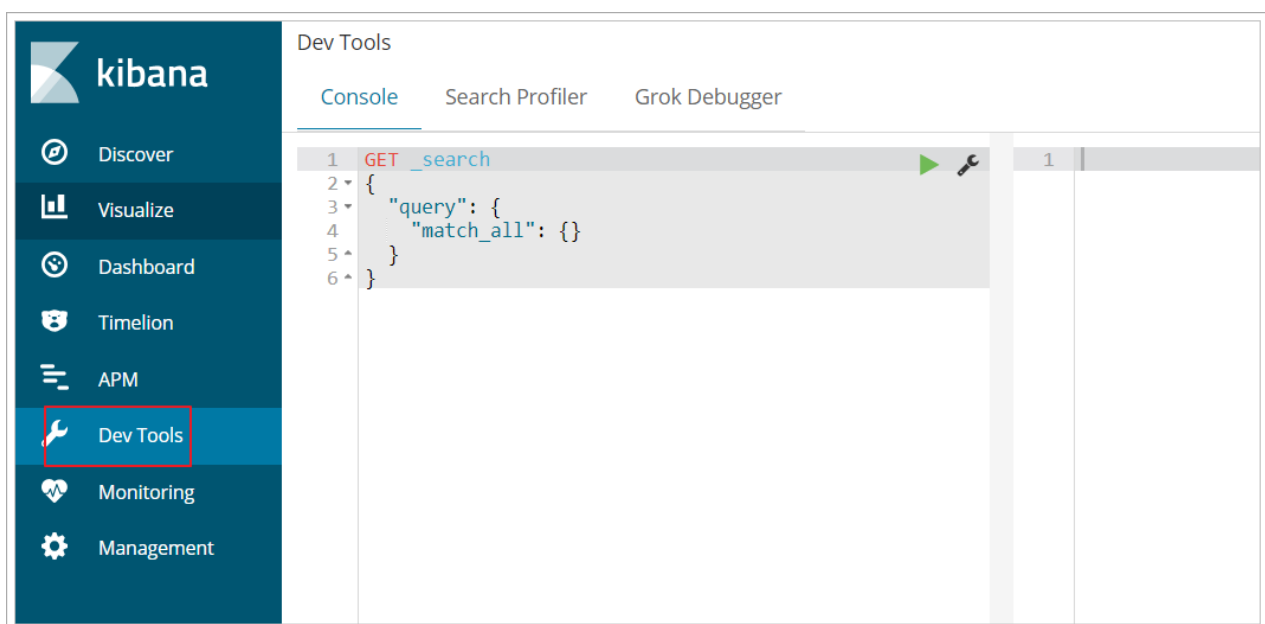 kibana
Discover
Visualize
Dashboard
Timelion
APM
Dev Tools
Monitoring
Management
Dev Tools
Console Search Profiler Grok Debugger
1 GET _search
2 {
3 "query": {
4 "match_all": {}
5 }
6 }
1